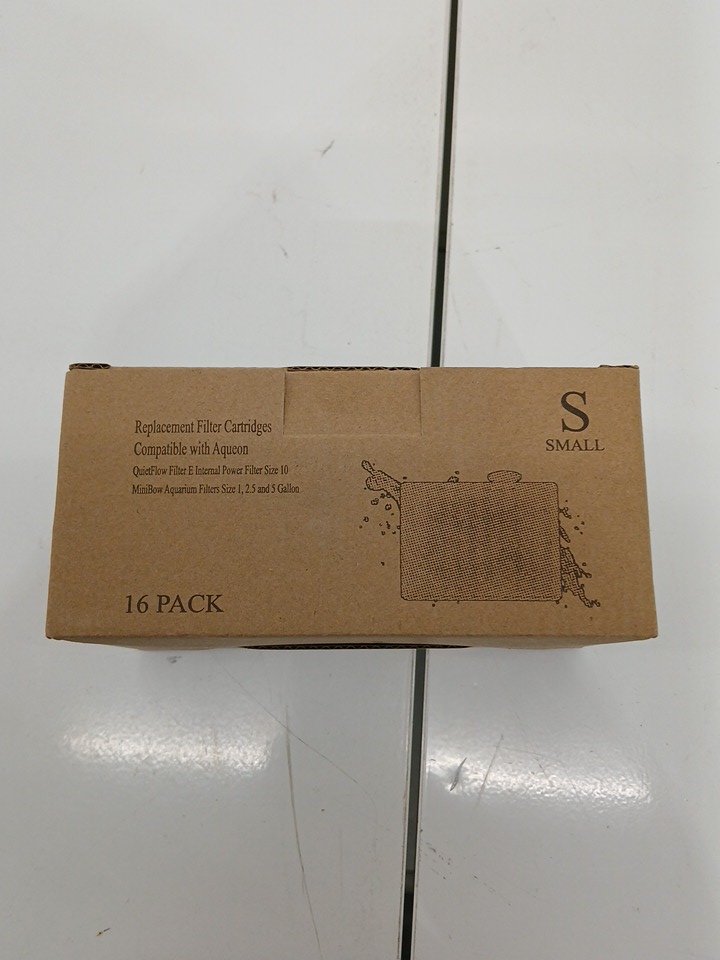 Replacement Filter Cartridges
Compatible with Aqueon
QuietFlow Filter E Internal Power Filter Size 10
MiniBow Aquarium Filters Size 1, 2.5 and 5 Gallon
16 PACK
S
SMALL